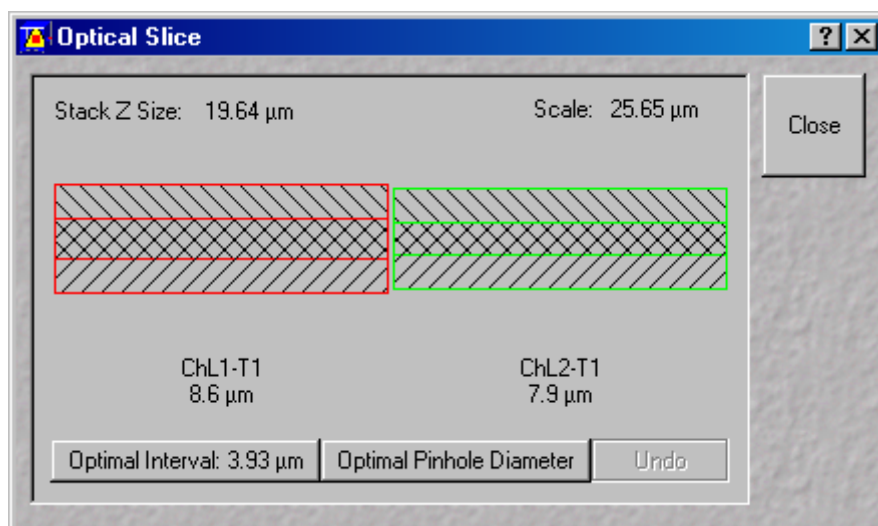 Optical Slice
Stack Z Size: 19.64 µm Scale: 25.65 µm
Close
ChL1-T1 ChL2-T1
8.6 µm 7.9 µm
Optimal Interval: 3.93 µm Optimal Pinhole Diameter Undo